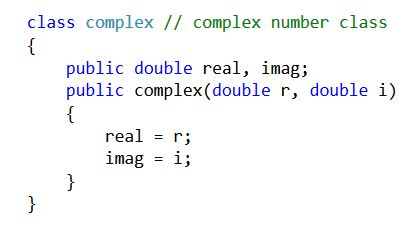 class complex // complex number class
{
    public double real, imag;
    public complex(double r, double i)
    {
        real = r;
        imag = i;
    }
}